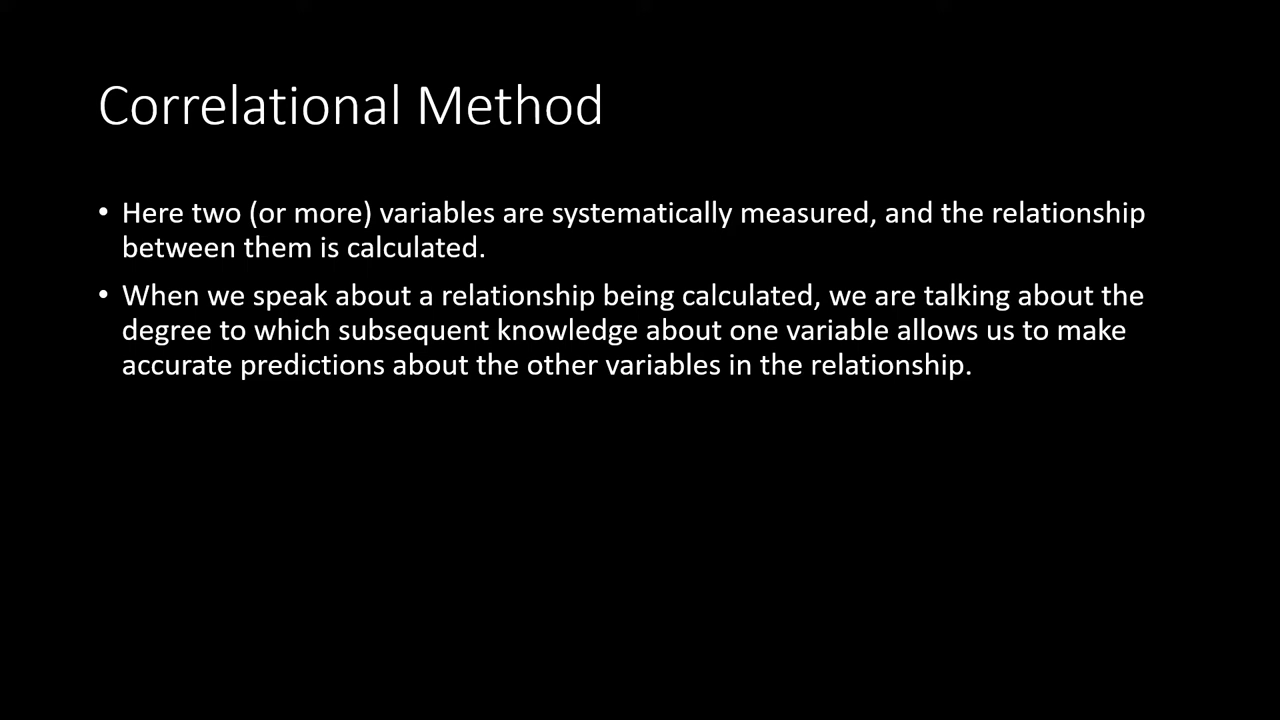 Correlational Method
• Here two (or more) variables are systematically measured, and the relationship
between them is calculated.
• When we speak about a relationship being calculated, we are talking about the
degree to which subsequent knowledge about one variable allows us to make
accurate predictions about the other variables in the relationship.